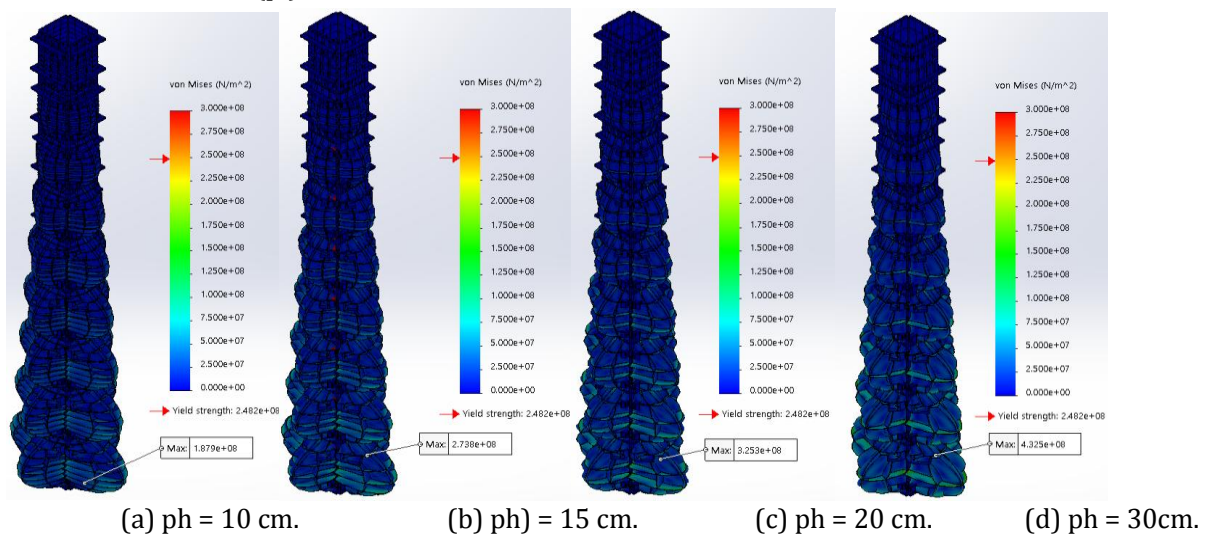 von Mises (N/m^2)
3.000e+08
2.750e+08
2.500e+08
2.250e+08
2.000e+08
1.750e+08
1.500e+08
1.250e+08
1.000e+08
7.500e+07
5.000e+07
2.500e+07
0.000e+00
Yield strength: 2.482e+08
Max: 1.879e+08
von Mises (N/m^2)
3.000e+08
2.750e+08
2.500e+08
2.250e+08
2.000e+08
1.750e+08
1.500e+08
1.250e+08
1.000e+08
7.500e+07
5.000e+07
2.500e+07
0.000e+00
Yield strength: 2.482e+08
Max: 2.738e+08
von Mises (N/m^2)
3.000e+08
2.750e+08
2.500e+08
2.250e+08
2.000e+08
1.750e+08
1.500e+08
1.250e+08
1.000e+08
7.500e+07
5.000e+07
2.500e+07
0.000e+00
Yield strength: 2.482e+08
Max: 3.253e+08
von Mises (N/m^2)
3.000e+08
2.750e+08
2.500e+08
2.250e+08
2.000e+08
1.750e+08
1.500e+08
1.250e+08
1.000e+08
7.500e+07
5.000e+07
2.500e+07
0.000e+00
Yield strength: 2.482e+08
Max: 4.325e+08
(a) ph = 10 cm. (b) ph) = 15 cm. (c) ph = 20 cm. (d) ph = 30cm.